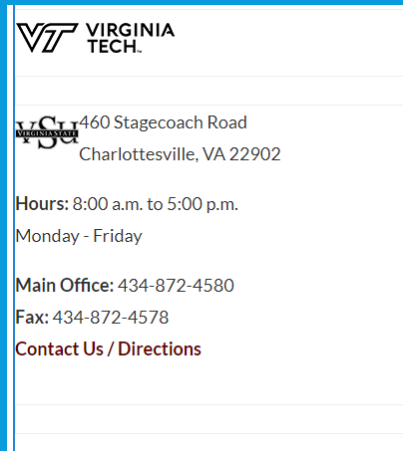 VT VIRGINIA
TECH.
VSU 460 Stagecoach Road
VIRGINIA STATE
Charlottesville, VA 22902
Hours: 8:00 a.m. to 5:00 p.m.
Monday - Friday
Main Office: 434-872-4580
Fax: 434-872-4578
Contact Us / Directions